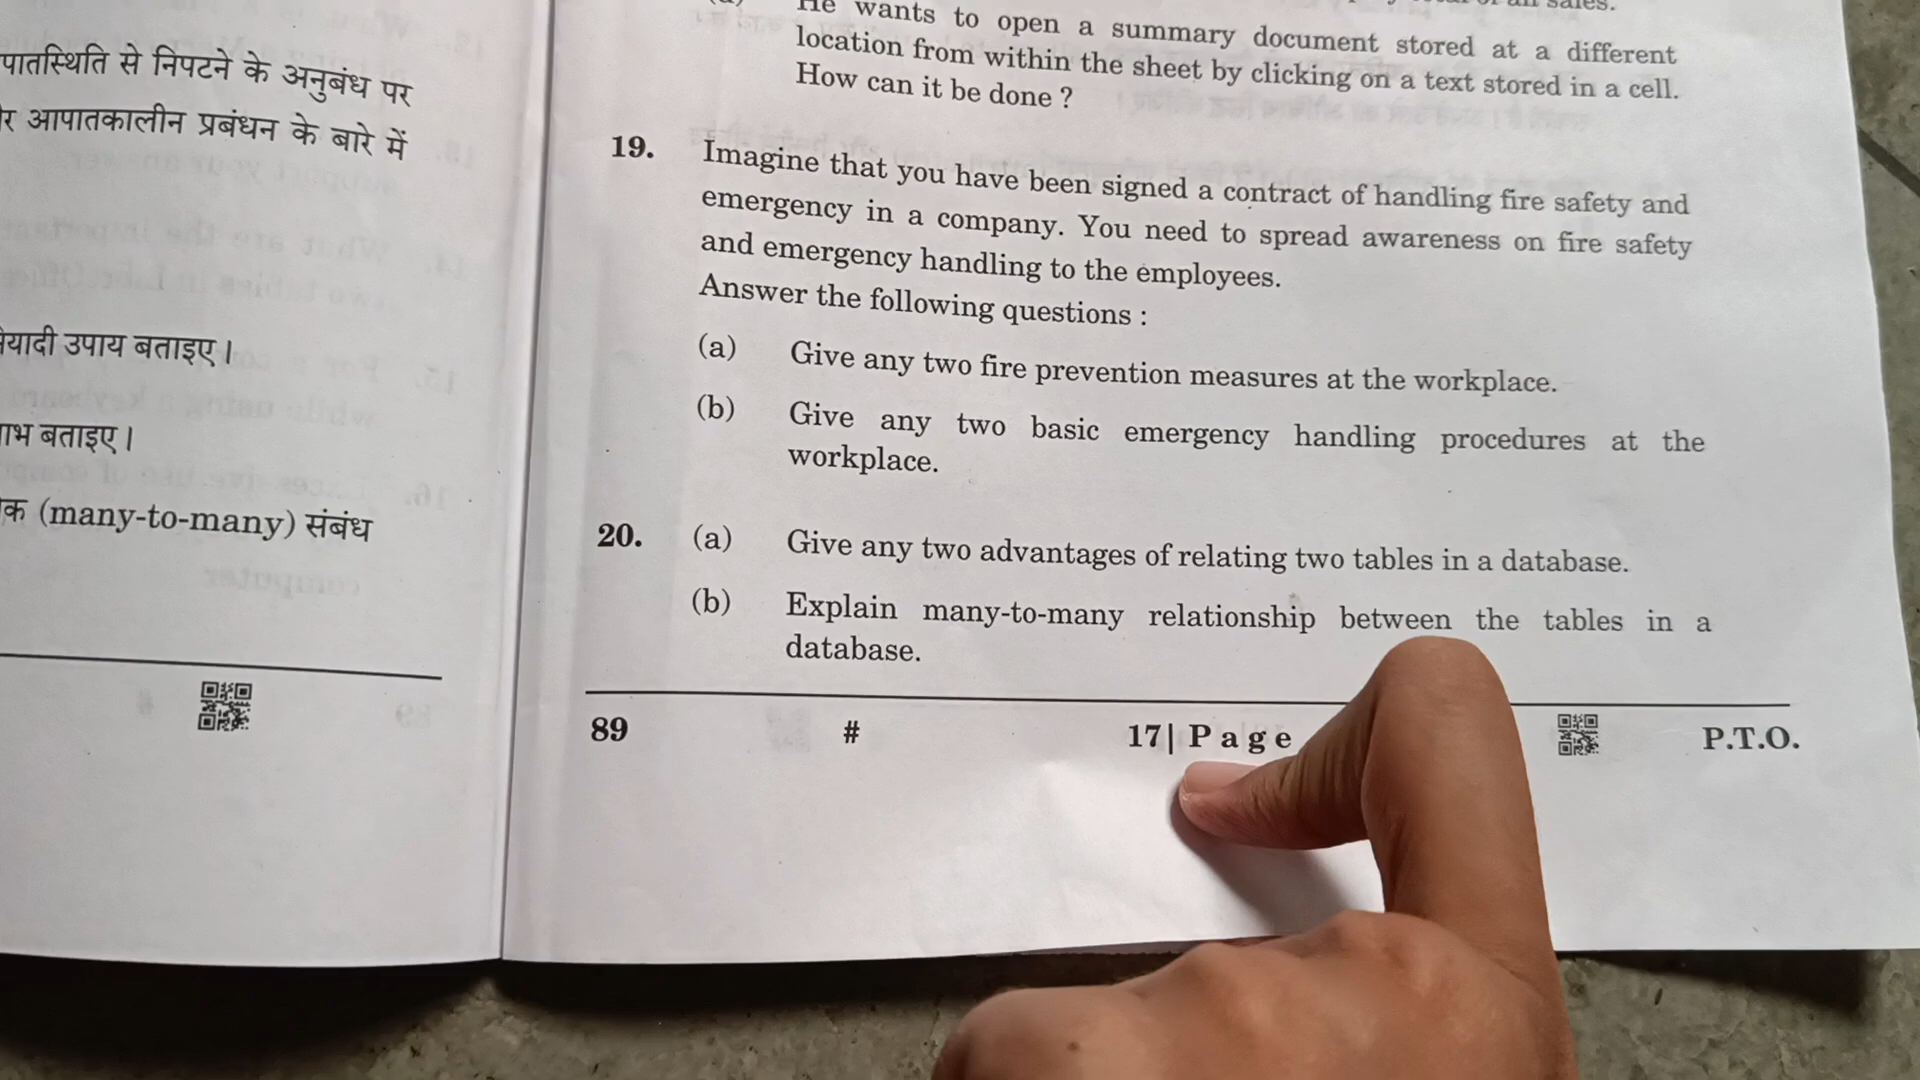 पातस्थिति से निपटने के अनुबंध पर
आपातकालीन प्रबंधन के बारे में
उपाय बताइए।
बताइए।
(many-to-many) संबंध
He wants to open a summary document stored at a different
location from within the sheet by clicking on a text stored in a cell.
How can it be done ?
19. Imagine that you have been signed a contract of handling fire safety and
emergency in a company. You need to spread awareness on fire safety
and emergency handling to the employees.
Answer the following questions :
(a) Give any two fire prevention measures at the workplace.
(b) Give any two basic emergency handling procedures at the
workplace.
20. (a) Give any two advantages of relating two tables in a database.
(b) Explain many-to-many relationship between the tables in a
database.
89 # 17| P a g e P.T.O.